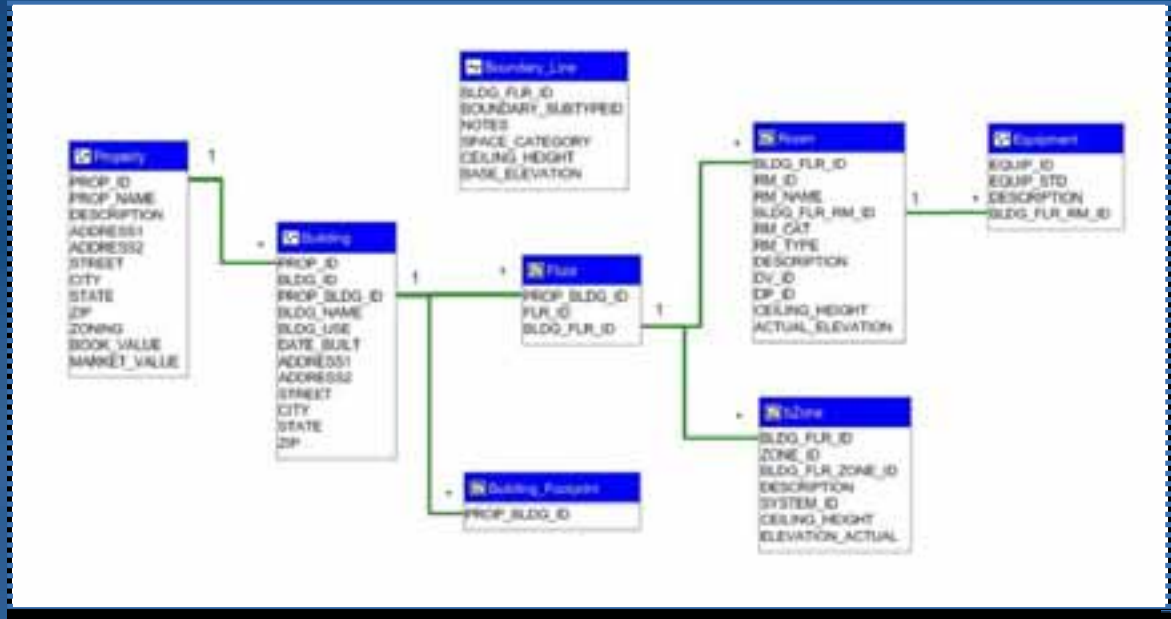 Boundary_Line
BLDG_FLR_ID
BOUNDARY_SUBTYPEID
NOTES
SPACE_CATEGORY
CEILING_HEIGHT
BASE_ELEVATION
Property
PROP_ID
PROP_NAME
DESCRIPTION
ADDRESS1
ADDRESS2
STREET
CITY
STATE
ZIP
ZONING
BOOK_VALUE
MARKET_VALUE
1
*
Building
PROP_ID
BLDG_ID
PROP_BLDG_ID
BLDG_NAME
BLDG_USE
DATE_BUILT
ADDRESS1
ADDRESS2
STREET
CITY
STATE
ZIP
1
*
Floor
PROP_BLDG_ID
FLR_ID
BLDG_FLR_ID
1
*
Building_Footprint
PROP_BLDG_ID
*
Room
BLDG_FLR_ID
RM_ID
RM_NAME
BLDG_FLR_RM_ID
RM_CAT
RM_TYPE
DESCRIPTION
DV_ID
DP_ID
CEILING_HEIGHT
ACTUAL_ELEVATION
1
*
Equipment
EQUIP_ID
EQUIP_STD
DESCRIPTION
BLDG_FLR_RM_ID
*
bZone
BLDG_FLR_ID
ZONE_ID
BLDG_FLR_ZONE_ID
DESCRIPTION
SYSTEM_ID
CEILING_HEIGHT
ELEVATION_ACTUAL